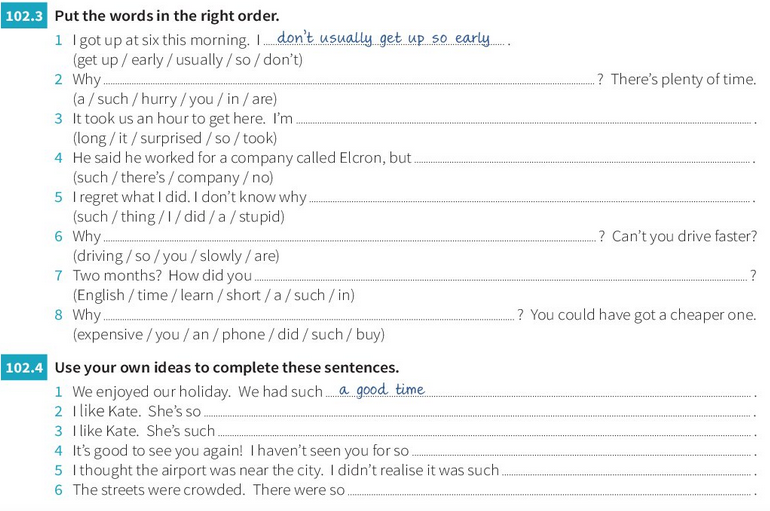 102.3 Put the words in the right order.
1 I got up at six this morning. I don't usually get up so early .
(get up / early / usually / so / don't)
2 Why ? There's plenty of time.
(a / such / hurry / you / in / are)
3 It took us an hour to get here. I'm .
(long / it / surprised / so / took)
4 He said he worked for a company called Elcron, but .
(such / there's / company / no)
5 I regret what I did. I don't know why .
(such / thing / I / did / a / stupid)
6 Why ? Can't you drive faster?
(driving / so / you / slowly / are)
7 Two months? How did you ?
(English / time / learn / short / a / such / in)
8 Why ? You could have got a cheaper one.
(expensive / you / an / phone / did / such / buy)
102.4 Use your own ideas to complete these sentences.
1 We enjoyed our holiday. We had such a good time .
2 I like Kate. She's so .
3 I like Kate. She's such .
4 It's good to see you again! I haven't seen you for so .
5 I thought the airport was near the city. I didn't realise it was such .
6 The streets were crowded. There were so .